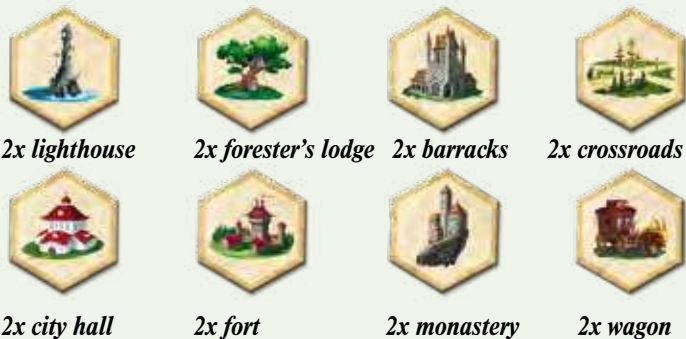 2x lighthouse 2x forester's lodge 2x barracks 2x crossroads
2x city hall 2x fort 2x monastery 2x wagon